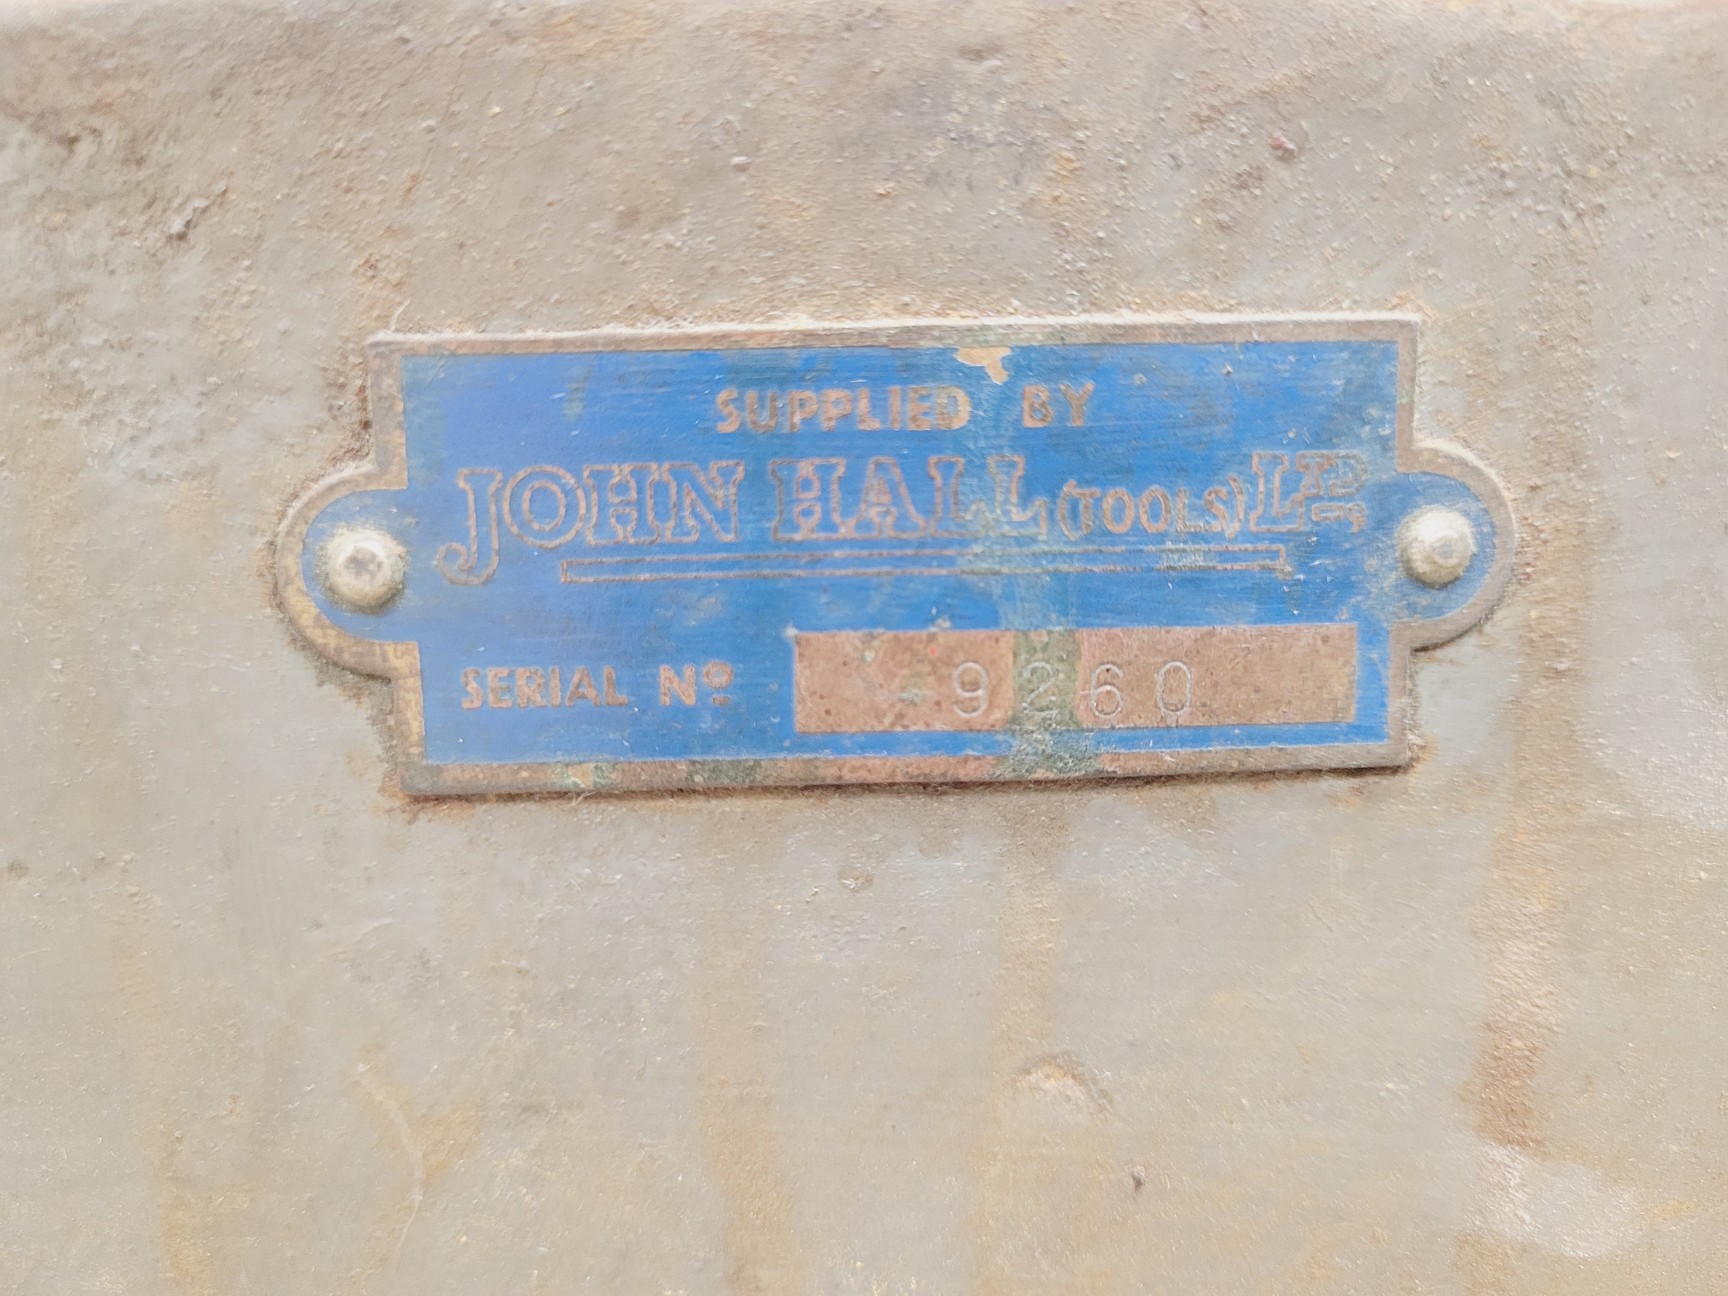 SUPPLIED BY
JOHN HALL (TOOLS) LTD
SERIAL Nº 9260